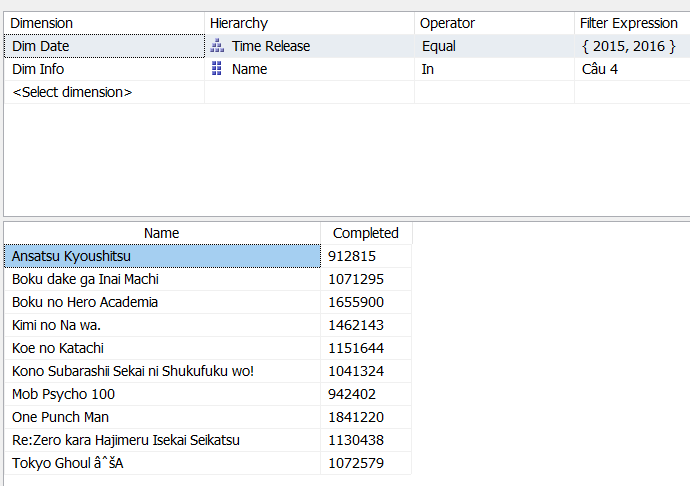 Dimension Hierarchy Operator Filter Expression
Dim Date Time Release Equal { 2015, 2016 }
Dim Info Name In Câu 4
<Select dimension>
Name Completed
Ansatsu Kyoushitsu 912815
Boku dake ga Inai Machi 1071295
Boku no Hero Academia 1655900
Kimi no Na wa. 1462143
Koe no Katachi 1151644
Kono Subarashii Sekai ni Shukufuku wo! 1041324
Mob Psycho 100 942402
One Punch Man 1841220
Re:Zero kara Hajimeru Isekai Seikatsu 1130438
Tokyo Ghoul âˆšA 1072579